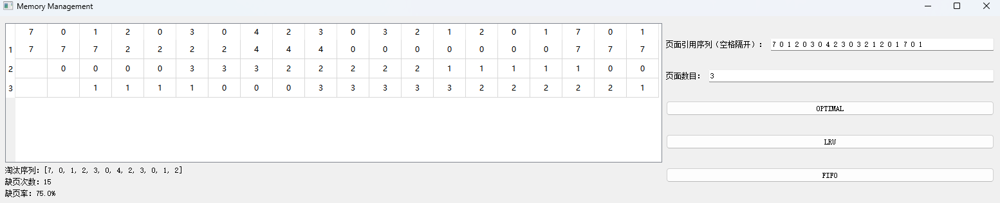 Memory Management
7 0 1 2 0 3 0 4 2 3 0 3 2 1 2 0 1 7 0 1
1 7 7 7 2 2 2 2 4 4 4 0 0 0 0 0 0 0 7 7 7
2 0 0 0 0 3 3 3 2 2 2 2 2 1 1 1 1 1 0 0
3 1 1 1 1 0 0 0 3 3 3 3 3 2 2 2 2 2 1
淘汰序列：[7, 0, 1, 2, 3, 0, 4, 2, 3, 0, 1, 2]
缺页次数：15
缺页率：75.0%
页面引用序列（空格隔开）： 7 0 1 2 0 3 0 4 2 3 0 3 2 1 2 0 1 7 0 1
页面数目： 3
OPTIMAL
LRU
FIFO